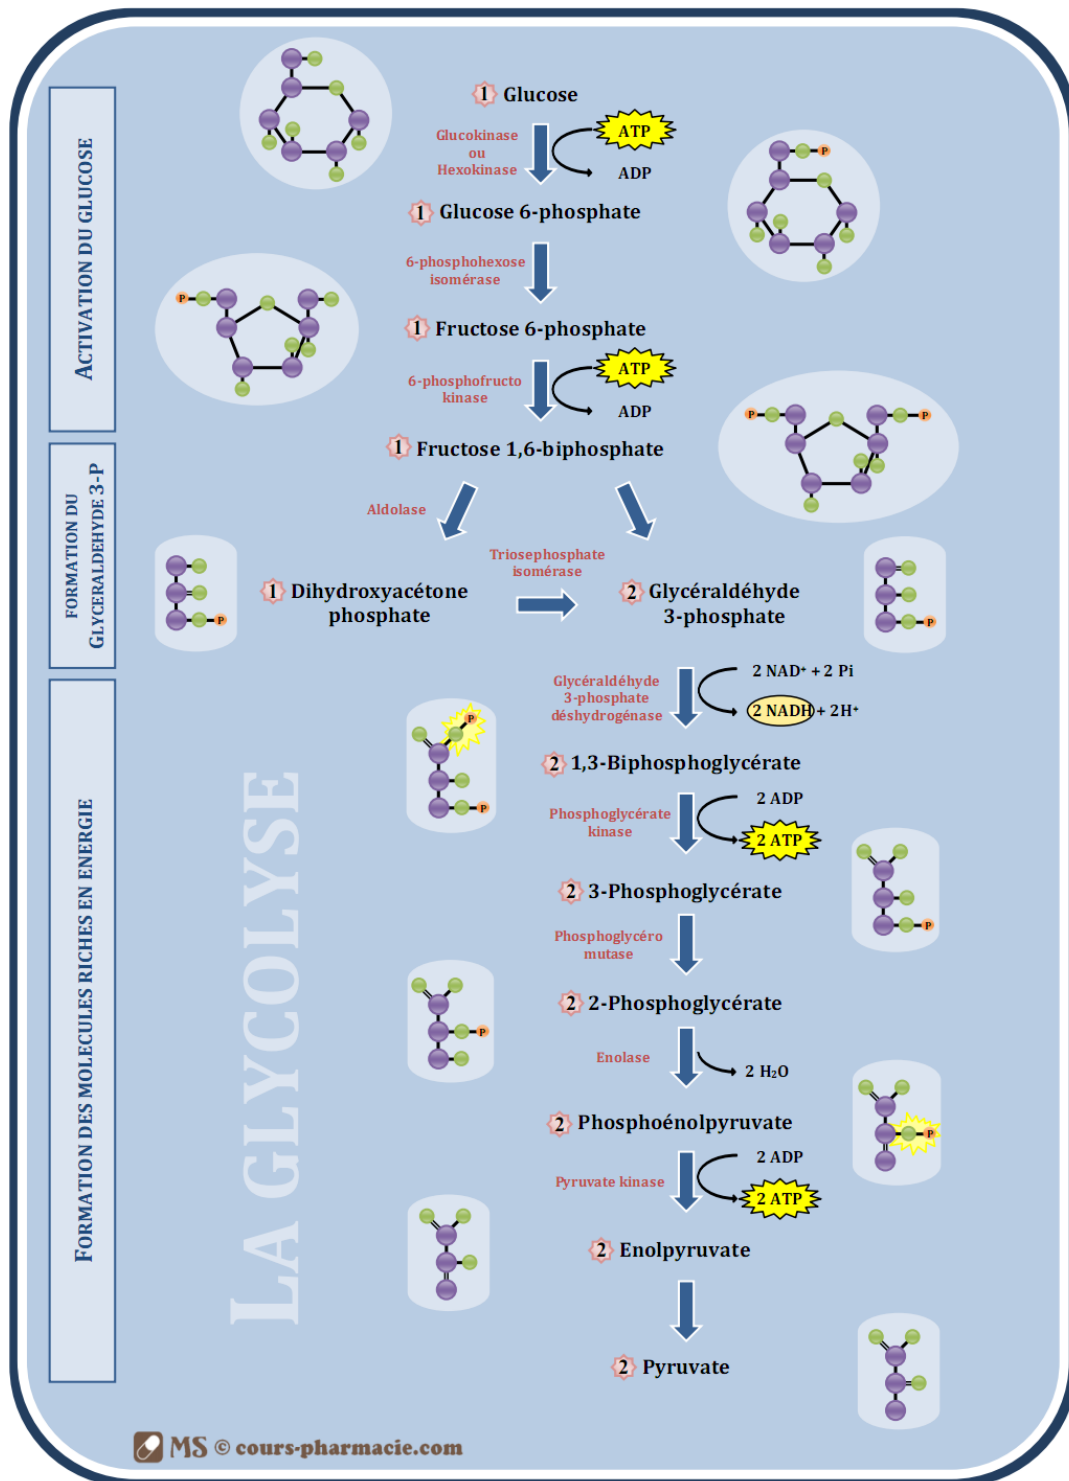 ACTIVATION DU GLUCOSE
1 Glucose
Glucokinase
ou
Hexokinase
ATP
ADP
P
1 Glucose 6-phosphate
6-phosphohexose
isomérase
P
1 Fructose 6-phosphate
6-phosphofructo
kinase
ATP
ADP
P P
1 Fructose 1,6-biphosphate
FORMATION DU
GLYCERALDEHYDE 3-P
Aldolase
Triosephosphate
isomérase
P
1 Dihydroxyacétone
phosphate
2 Glycéraldéhyde
3-phosphate
P
FORMATION DES MOLECULES RICHES EN ENERGIE
LA GLYCOLYSE
Glycéraldéhyde
3-phosphate
déshydrogénase
2 NAD⁺ + 2 Pi
2 NADH + 2H⁺
P
P
2 1,3-Biphosphoglycérate
Phosphoglycérate
kinase
2 ADP
2 ATP
P
2 3-Phosphoglycérate
Phosphoglycéro
mutase
P
2 2-Phosphoglycérate
Enolase
2 H₂O
P
2 Phosphoénolpyruvate
Pyruvate kinase
2 ADP
2 ATP
2 Enolpyruvate
2 Pyruvate
MS © cours-pharmacie.com